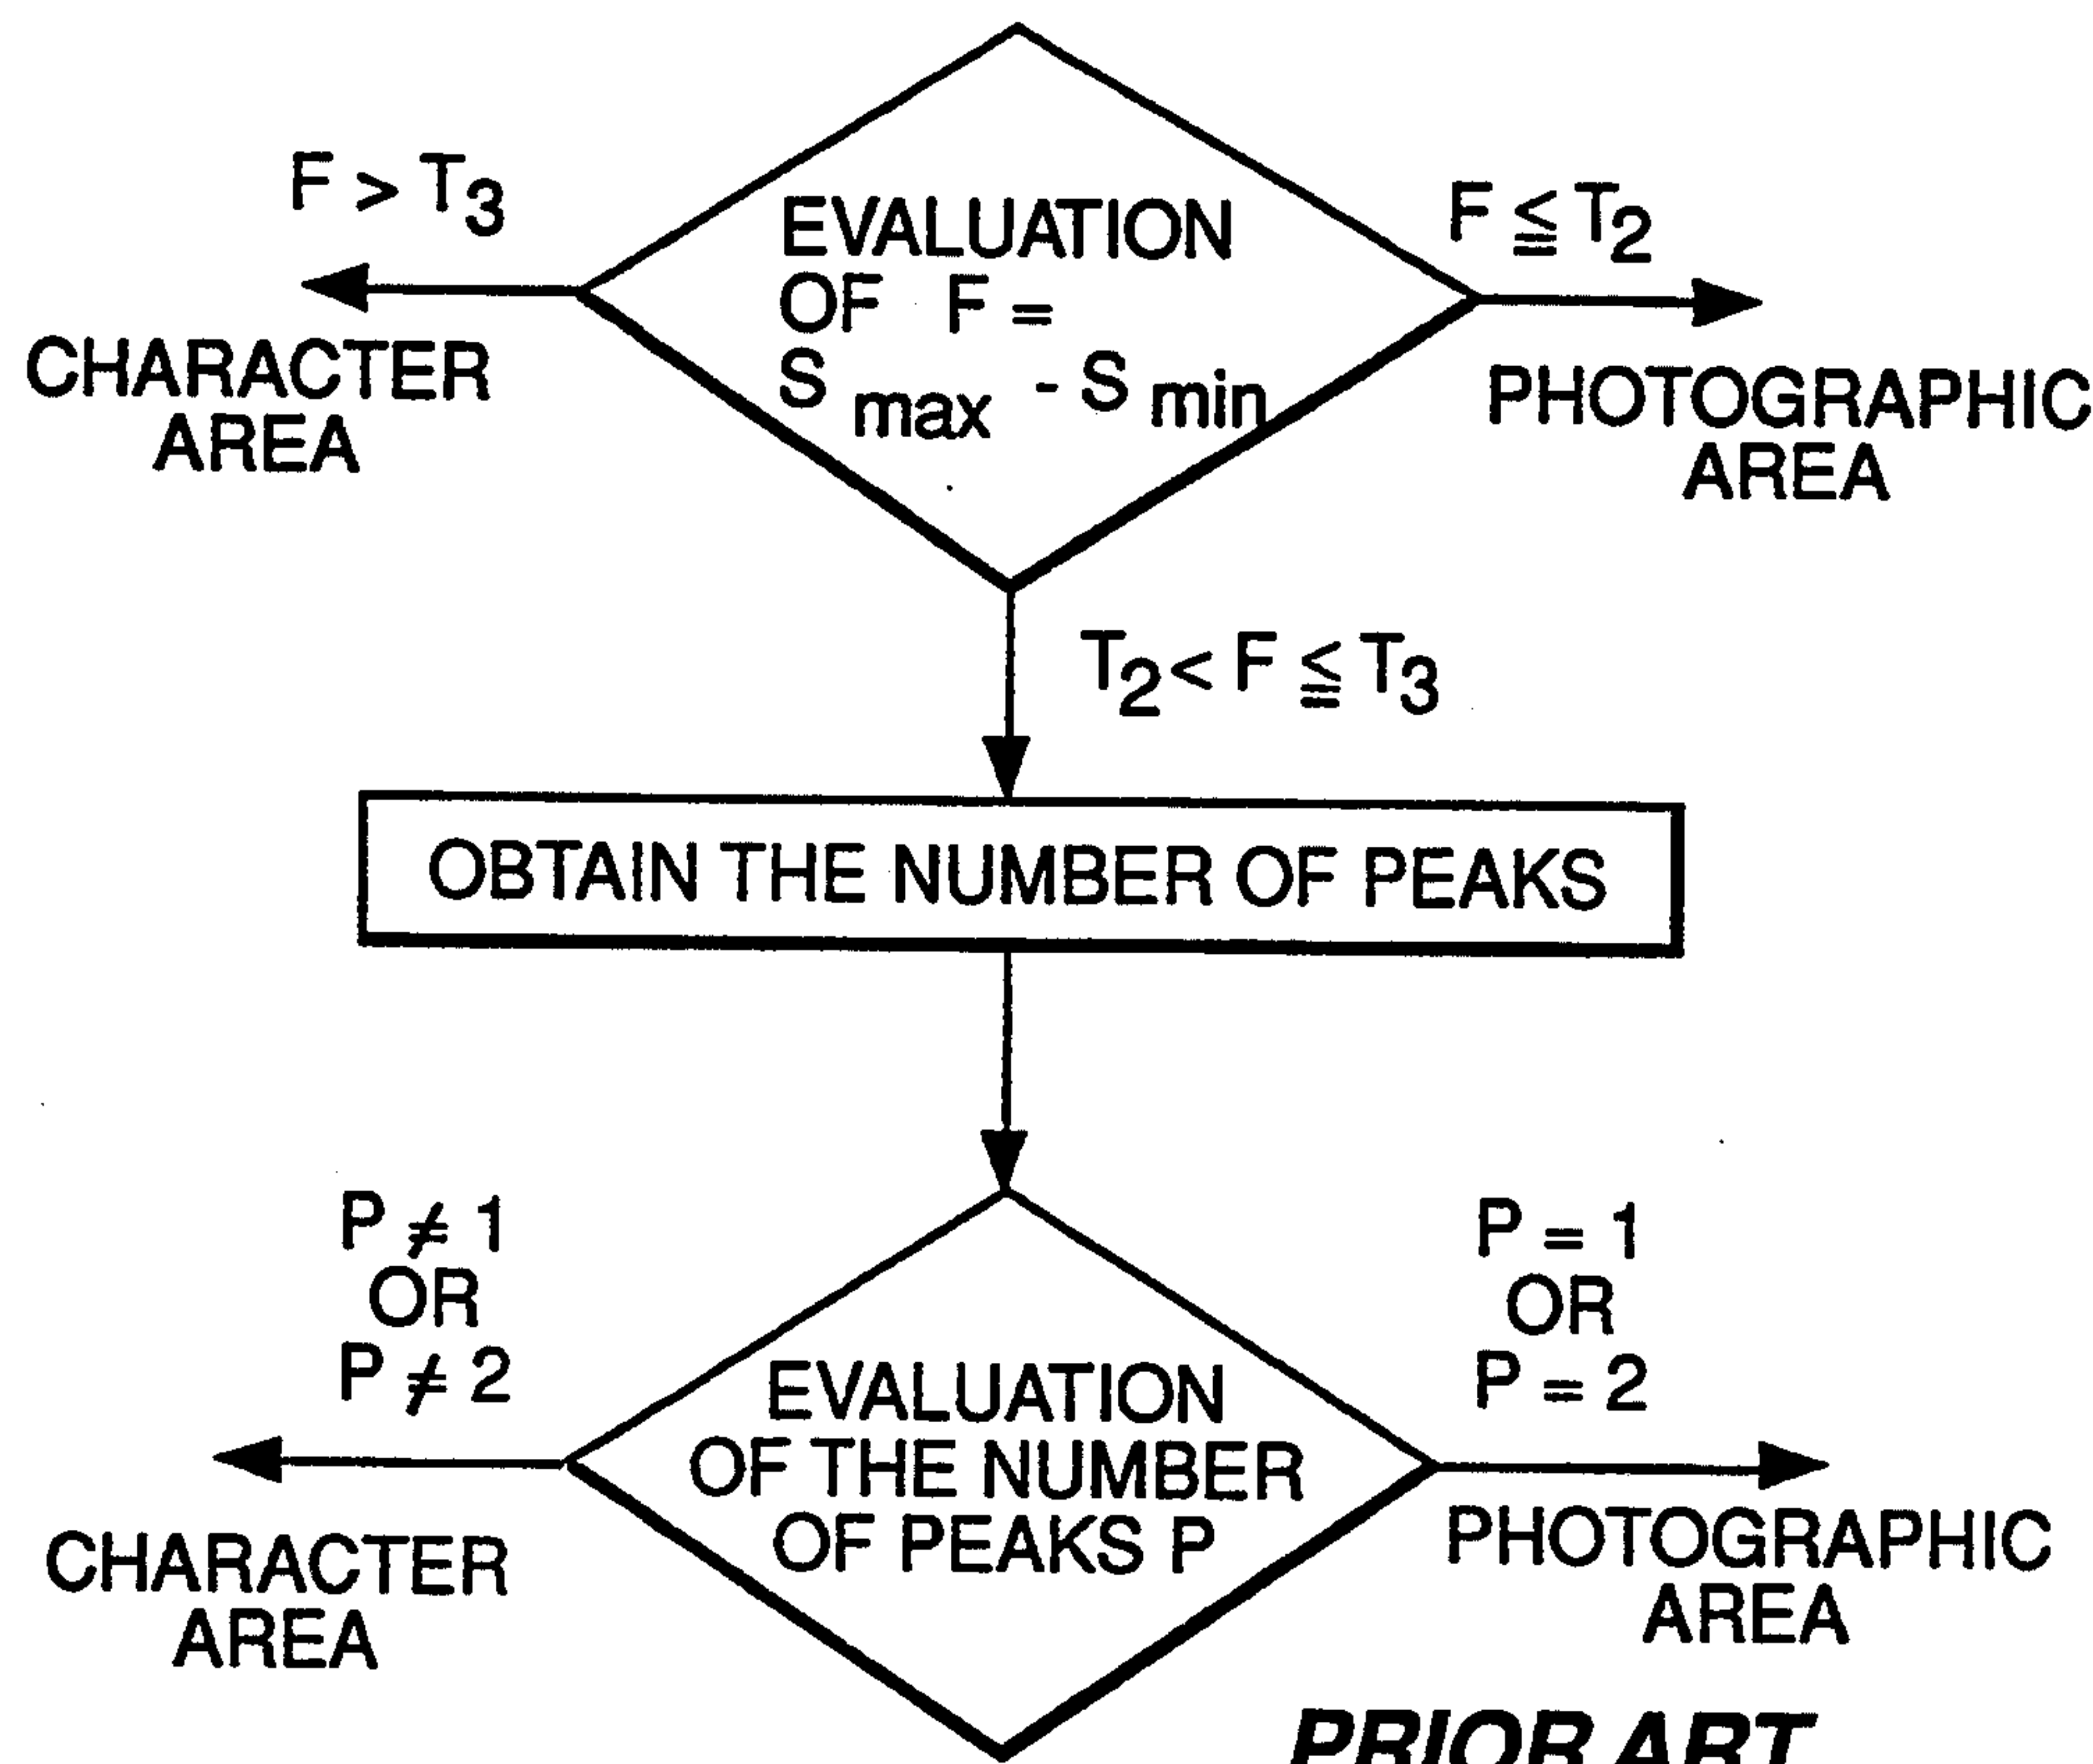 F > T3
EVALUATION
OF F =
S max - S min
F ≦ T2
CHARACTER
AREA
PHOTOGRAPHIC
AREA
T2 < F ≦ T3
OBTAIN THE NUMBER OF PEAKS
P ≠ 1
OR
P ≠ 2
P = 1
OR
P = 2
EVALUATION
OF THE NUMBER
OF PEAKS P
CHARACTER
AREA
PHOTOGRAPHIC
AREA
PRIOR ART